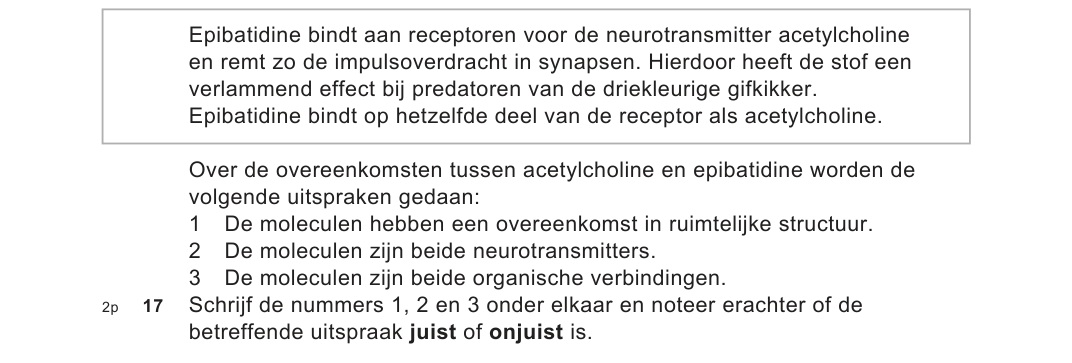 Epibatidine bindt aan receptoren voor de neurotransmitter acetylcholine
en remt zo de impulsoverdracht in synapsen. Hierdoor heeft de stof een
verlammend effect bij predatoren van de driekleurige gifkikker.
Epibatidine bindt op hetzelfde deel van de receptor als acetylcholine.
Over de overeenkomsten tussen acetylcholine en epibatidine worden de
volgende uitspraken gedaan:
1 De moleculen hebben een overeenkomst in ruimtelijke structuur.
2 De moleculen zijn beide neurotransmitters.
3 De moleculen zijn beide organische verbindingen.
2p 17 Schrijf de nummers 1, 2 en 3 onder elkaar en noteer erachter of de
betreffende uitspraak juist of onjuist is.